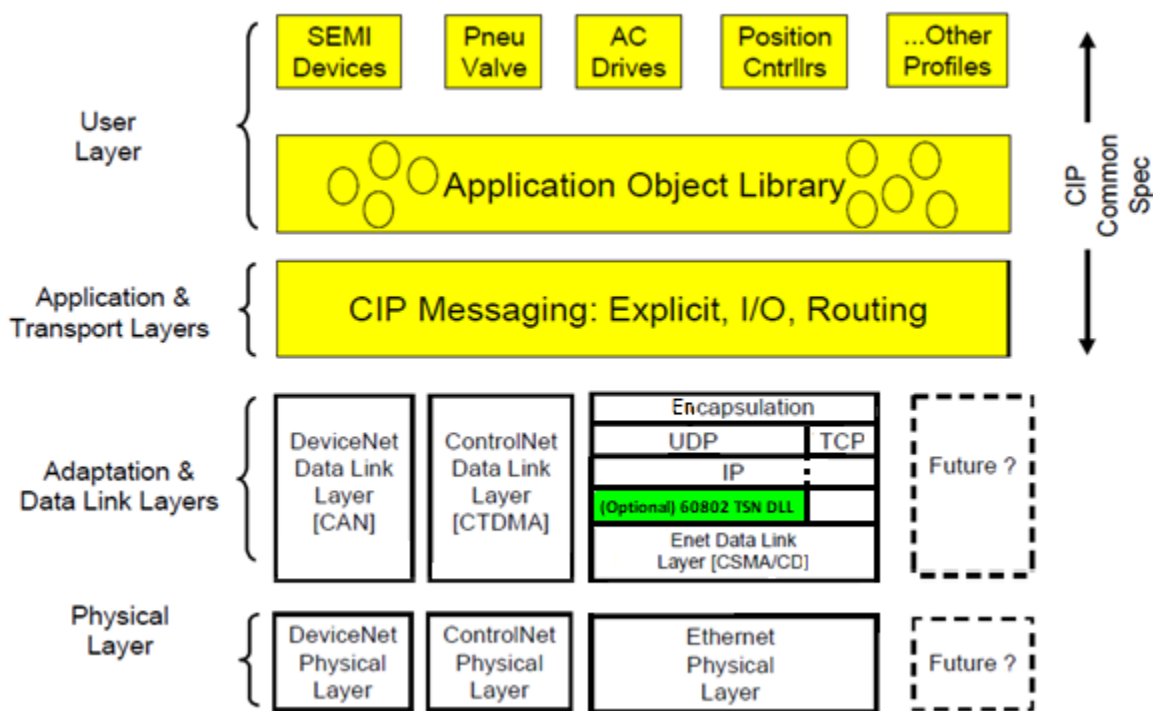 SEMI
Devices
Pneu
Valve
AC
Drives
Position
Cntrllrs
...Other
Profiles
User
Layer
Application Object Library
CIP
Common
Spec
Application &
Transport Layers
CIP Messaging: Explicit, I/O, Routing
Adaptation &
Data Link Layers
DeviceNet
Data Link
Layer
[CAN]
ControlNet
Data Link
Layer
[CTDMA]
Encapsulation
UDP
TCP
IP
(Optional) 60802 TSN DLL
Enet Data Link
Layer [CSMA/CD]
Future ?
Physical
Layer
DeviceNet
Physical
Layer
ControlNet
Physical
Layer
Ethernet
Physical
Layer
Future ?